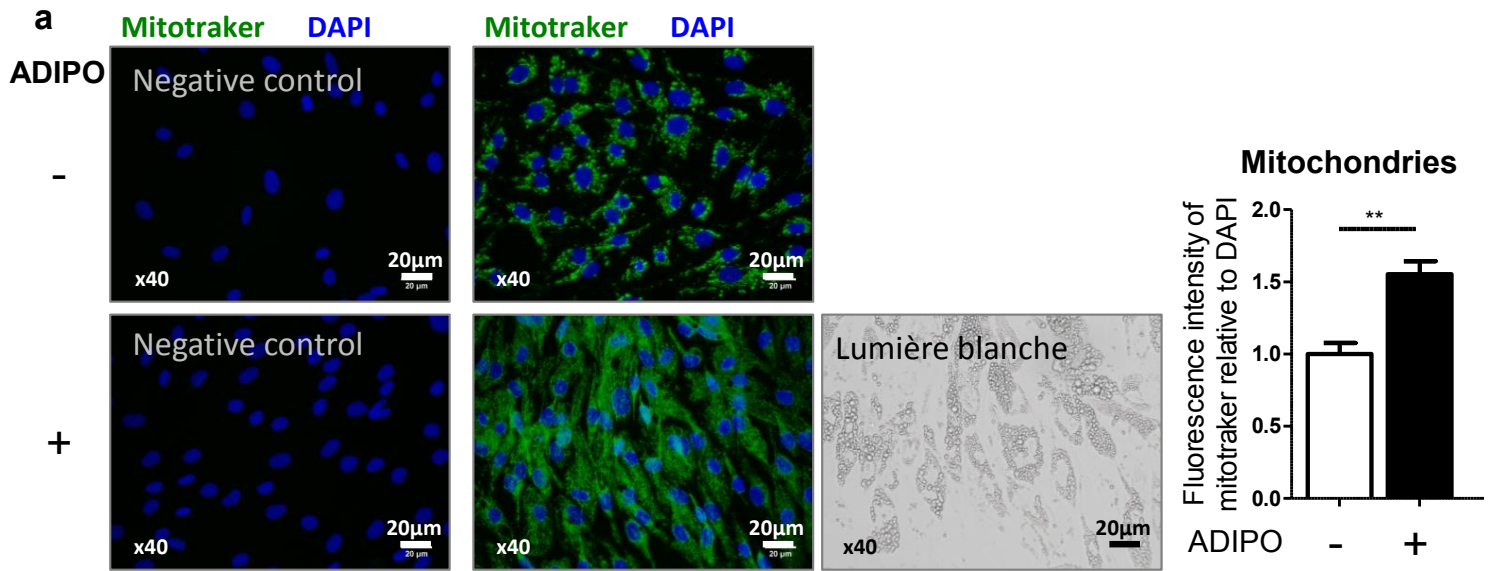 a
Mitotraker DAPI
Mitotraker DAPI
ADIPO
-
Negative control
x40
20µm
20 µm
x40
20µm
20 µm
+
Negative control
x40
20µm
20 µm
x40
20µm
20 µm
Lumière blanche
x40
20µm
Mitochondries
Fluorescence intensity of
mitotraker relative to DAPI
2.0
1.5
1.0
0.5
0.0
**
ADIPO - +